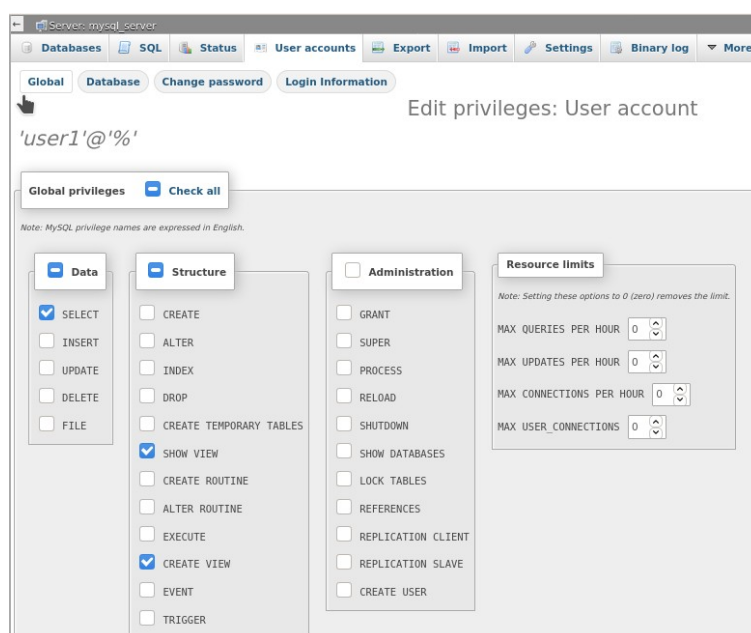 Server: mysql_server
Databases SQL Status User accounts Export Import Settings Binary log More
Global Database Change password Login Information
Edit privileges: User account
'user1'@'%'
Global privileges Check all
Note: MySQL privilege names are expressed in English.
Data
SELECT
INSERT
UPDATE
DELETE
FILE
Structure
CREATE
ALTER
INDEX
DROP
CREATE TEMPORARY TABLES
SHOW VIEW
CREATE ROUTINE
ALTER ROUTINE
EXECUTE
CREATE VIEW
EVENT
TRIGGER
Administration
GRANT
SUPER
PROCESS
RELOAD
SHUTDOWN
SHOW DATABASES
LOCK TABLES
REFERENCES
REPLICATION CLIENT
REPLICATION SLAVE
CREATE USER
Resource limits
Note: Setting these options to 0 (zero) removes the limit.
MAX QUERIES PER HOUR 0
MAX UPDATES PER HOUR 0
MAX CONNECTIONS PER HOUR 0
MAX USER_CONNECTIONS 0